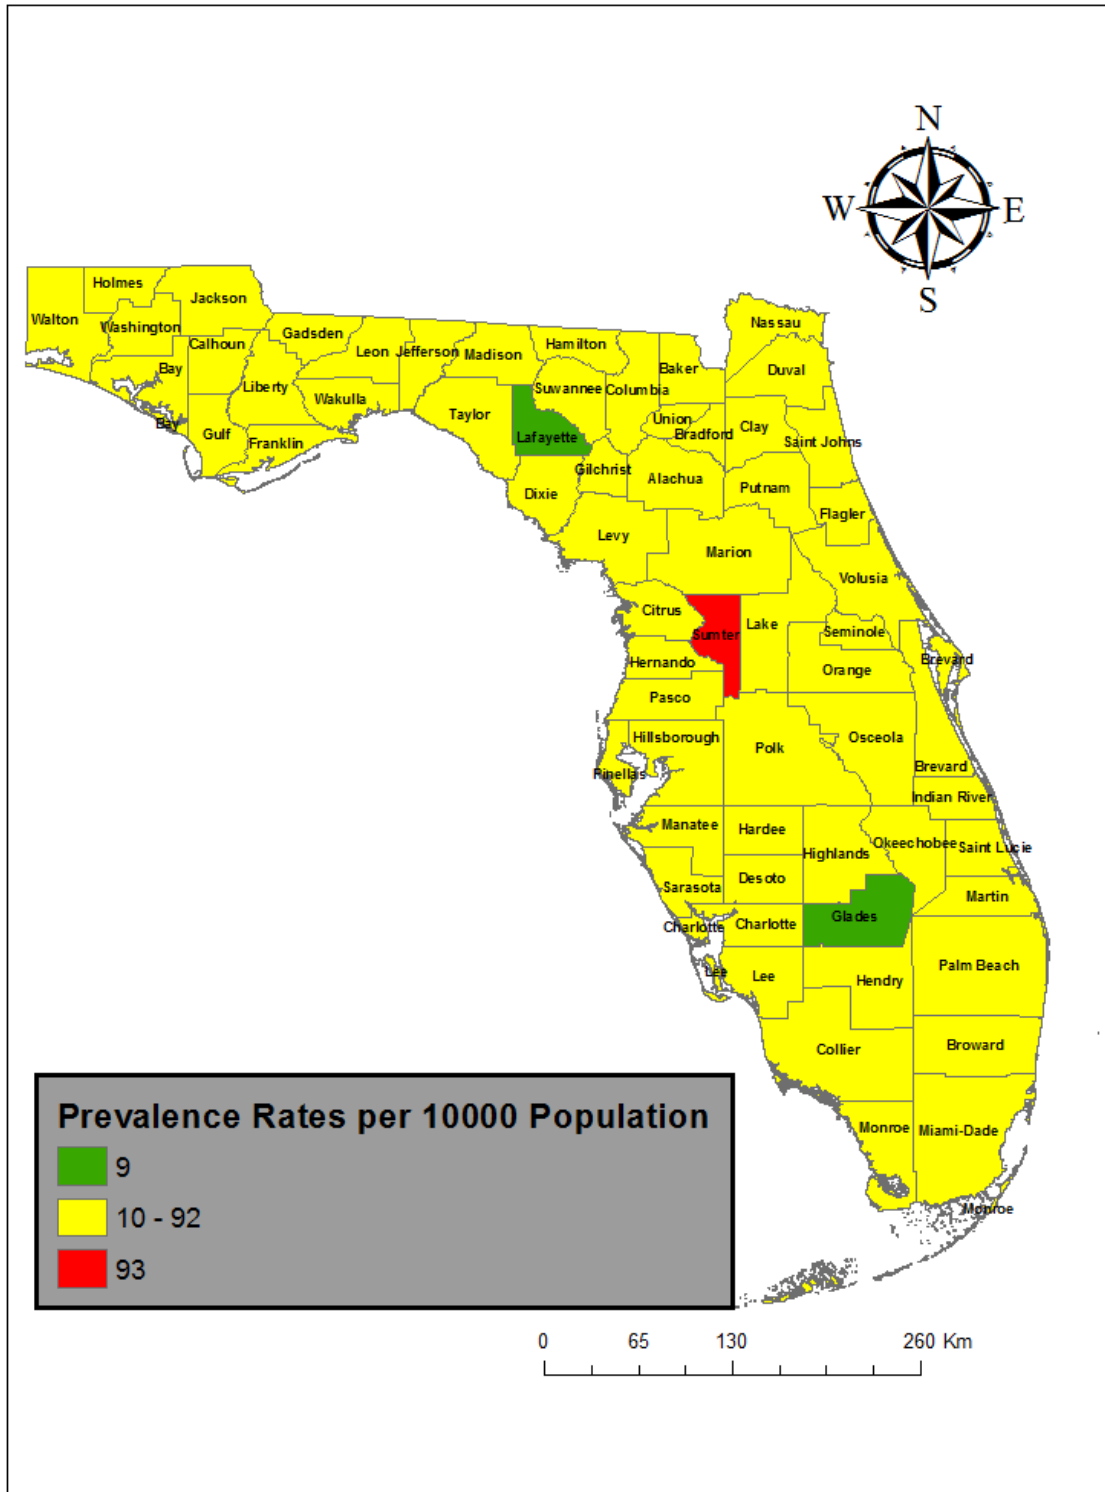 N
W E
S
Holmes
Jackson
Walton
Washington
Calhoun
Bay
Bay
Gulf
Liberty
Franklin
Gadsden
Leon
Jefferson
Wakulla
Madison
Hamilton
Taylor
Suwannee
Columbia
Baker
Nassau
Duval
Lafayette
Union
Bradford
Clay
Saint Johns
Gilchrist
Dixie
Alachua
Putnam
Flagler
Levy
Marion
Volusia
Citrus
Sumter
Lake
Seminole
Hernando
Orange
Brevard
Pasco
Hillsborough
Polk
Osceola
Pinellas
Brevard
Indian River
Manatee
Hardee
Highlands
Okeechobee
Saint Lucie
Sarasota
Desoto
Martin
Charlotte
Charlotte
Glades
Lee
Lee
Hendry
Palm Beach
Collier
Broward
Monroe
Miami-Dade
Monroe
Prevalence Rates per 10000 Population
9
10 - 92
93
0 65 130 260 Km